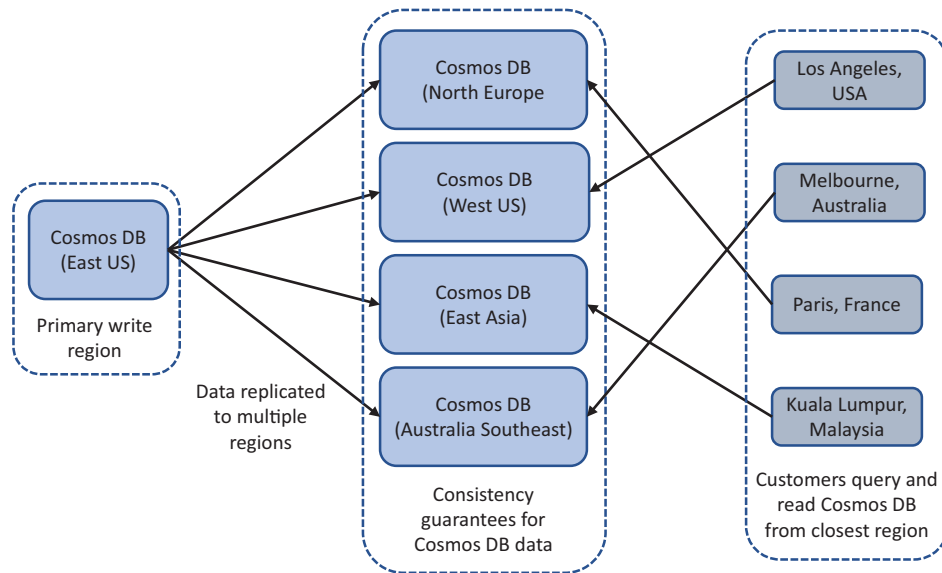 Cosmos DB
(East US)
Primary write
region
Data replicated
to multiple
regions
Cosmos DB
(North Europe
Cosmos DB
(West US)
Cosmos DB
(East Asia)
Cosmos DB
(Australia Southeast)
Consistency
guarantees for
Cosmos DB data
Los Angeles,
USA
Melbourne,
Australia
Paris, France
Kuala Lumpur,
Malaysia
Customers query and
read Cosmos DB
from closest region